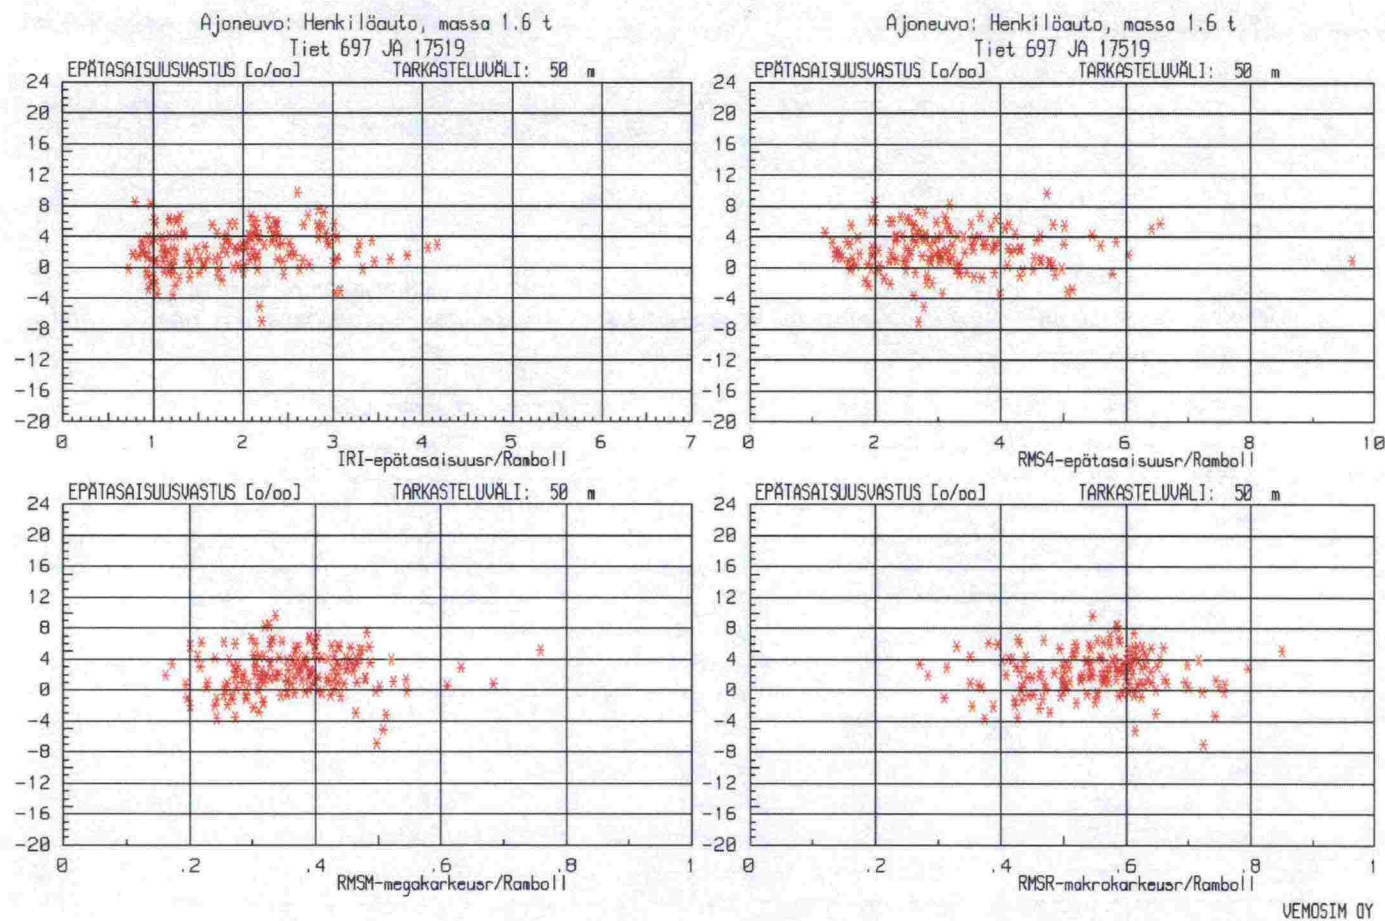 Ajoneuvo: Henkilöauto, massa 1.6 t
Tiet 697 JA 17519
EPÄTASAISUUSVASTUS [o/oo] TARKASTELUVÄLI: 50 m
24
20
16
12
8
4
0
-4
-8
-12
-16
-20
0 1 2 3 4 5 6 7
IRI-epätasaisuusr/Ramboll
Ajoneuvo: Henkilöauto, massa 1.6 t
Tiet 697 JA 17519
EPÄTASAISUUSVASTUS [o/oo] TARKASTELUVÄLI: 50 m
24
20
16
12
8
4
0
-4
-8
-12
-16
-20
0 2 4 6 8 10
RMS4-epätasaisuusr/Ramboll
EPÄTASAISUUSVASTUS [o/oo] TARKASTELUVÄLI: 50 m
24
20
16
12
8
4
0
-4
-8
-12
-16
-20
0 .2 .4 .6 .8 1
RMSM-megakarkeusr/Ramboll
EPÄTASAISUUSVASTUS [o/oo] TARKASTELUVÄLI: 50 m
24
20
16
12
8
4
0
-4
-8
-12
-16
-20
0 .2 .4 .6 .8 1
RMSR-makrokarkeusr/Ramboll
VEMOSIM OY